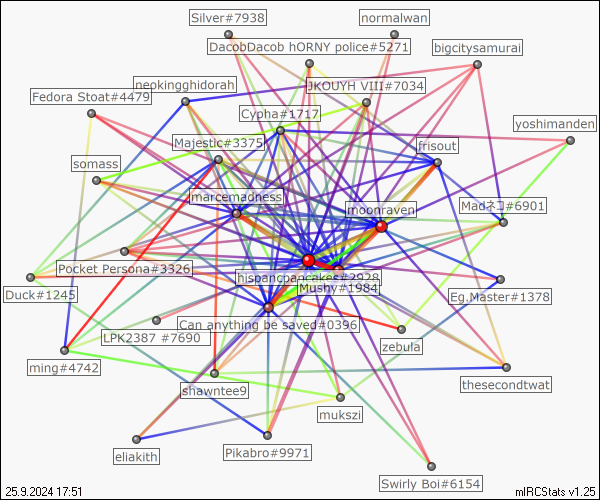 Silver#7938
normalwan
DacobDacob hORNY police#5271
bigcitysamurai
neokingghidorah
JKOUYH VIII#7034
Fedora Stoat#4479
Cypha#1717
yoshimanden
Majestic#3375
frisout
somass
marcemadness
moonraven
Madネコ#6901
Pocket Persona#3326
hispancpancakes#2928
Mushy#1984
Duck#1245
Eg.Master#1378
Can anything be saved#0396
LPK2387 #7690
zebula
ming#4742
shawntee9
thesecondtwat
mukszi
eliakith
Pikabro#9971
Swirly Boi#6154
25.9.2024 17:51
mIRCStats v1.25